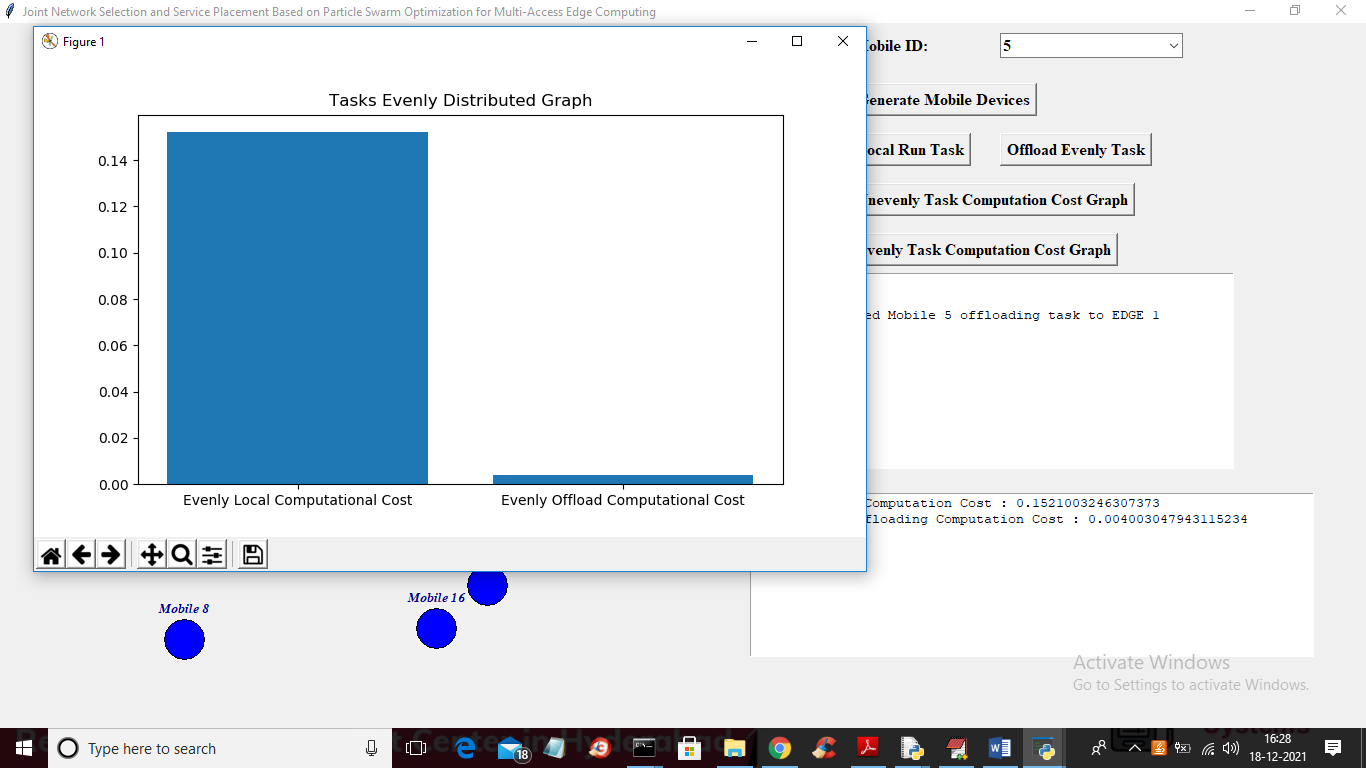 Joint Network Selection and Service Placement Based on Particle Swarm Optimization for Multi-Access Edge Computing
Figure 1
Tasks Evenly Distributed Graph
0.14
0.12
0.10
0.08
0.06
0.04
0.02
0.00
Evenly Local Computational Cost
Evenly Offload Computational Cost
obile ID:
5
enerate Mobile Devices
ocal Run Task
Offload Evenly Task
nevenly Task Computation Cost Graph
venly Task Computation Cost Graph
ed Mobile 5 offloading task to EDGE 1
Computation Cost : 0.1521003246307373
floading Computation Cost : 0.004003047943115234
Mobile 8
Mobile 16
Activate Windows
Go to Settings to activate Windows.
Type here to search
18
16:28
18-12-2021